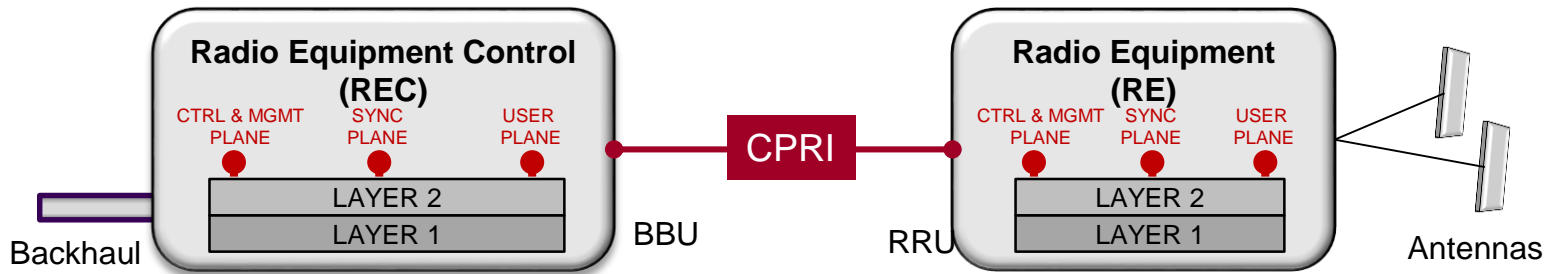 Radio Equipment Control
(REC)
CTRL & MGMT
PLANE
SYNC
PLANE
USER
PLANE
LAYER 2
LAYER 1
Backhaul
BBU
CPRI
RRU
Radio Equipment
(RE)
CTRL & MGMT
PLANE
SYNC
PLANE
USER
PLANE
LAYER 2
LAYER 1
Antennas